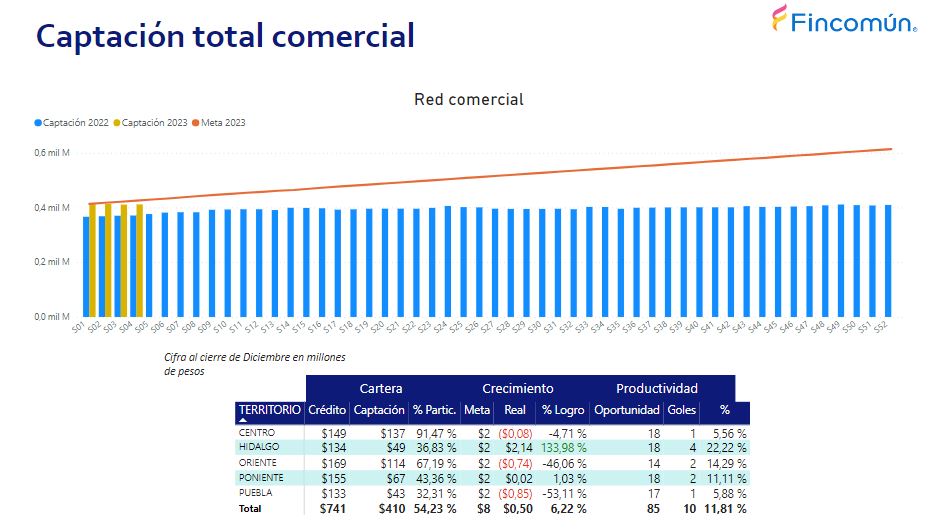 Captación total comercial
Fincomún®
Red comercial
Captación 2022 Captación 2023 Meta 2023
0,6 mil M
0,4 mil M
0,2 mil M
0,0 mil M
S01 S02 S03 S04 S05 S06 S07 S08 S09 S10 S11 S12 S13 S14 S15 S16 S17 S18 S19 S20 S21 S22 S23 S24 S25 S26 S27 S28 S29 S30 S31 S32 S33 S34 S35 S36 S37 S38 S39 S40 S41 S42 S43 S44 S45 S46 S47 S48 S49 S50 S51 S52
Cifra al cierre de Diciembre en millones
de pesos
Cartera Crecimiento Productividad
TERRITORIO Crédito Captación % Partic. Meta Real % Logro Oportunidad Goles %
CENTRO $149 $137 91,47 % $2 ($0,08) -4,71 % 18 1 5,56 %
HIDALGO $134 $49 36,83 % $2 $2,14 133,98 % 18 4 22,22 %
ORIENTE $169 $114 67,19 % $2 ($0,74) -46,06 % 14 2 14,29 %
PONIENTE $155 $67 43,36 % $2 $0,02 1,03 % 18 2 11,11 %
PUEBLA $133 $43 32,31 % $2 ($0,85) -53,11 % 17 1 5,88 %
Total $741 $410 54,23 % $8 $0,50 6,22 % 85 10 11,81 %